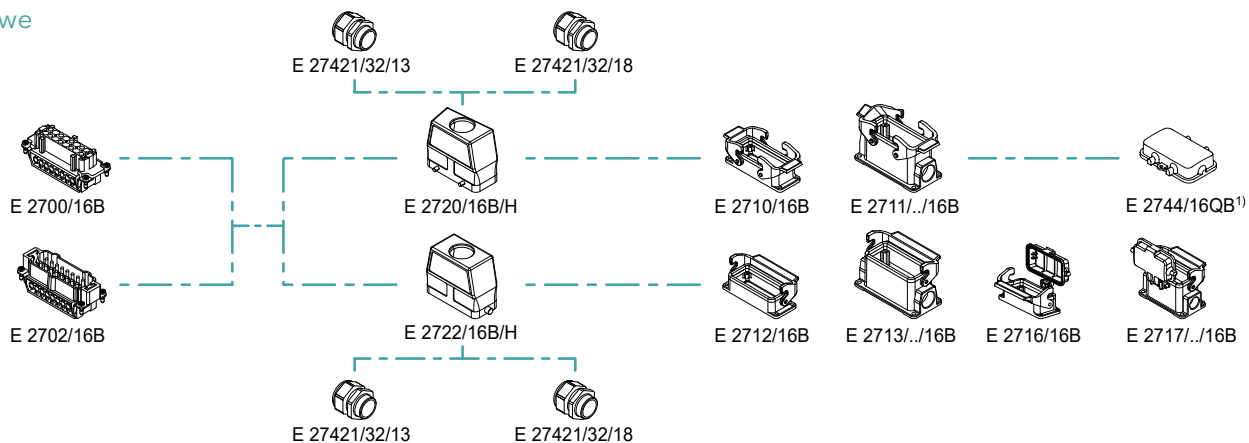 we
E 27421/32/13 E 27421/32/18
E 2700/16B E 2720/16B/H E 2710/16B E 2711/../16B E 2744/16QB¹⁾
E 2702/16B E 2722/16B/H E 2712/16B E 2713/../16B E 2716/16B E 2717/../16B
E 27421/32/13 E 27421/32/18